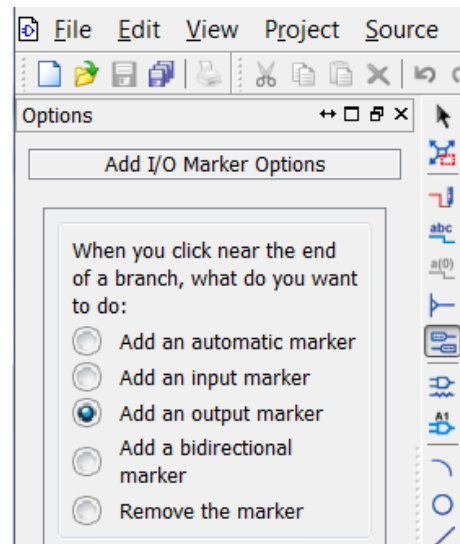 File Edit View Project Source
Options
Add I/O Marker Options
abc
a(0)
When you click near the end
of a branch, what do you want
to do:
Add an automatic marker
Add an input marker
Add an output marker
A1
Add a bidirectional
marker
Remove the marker